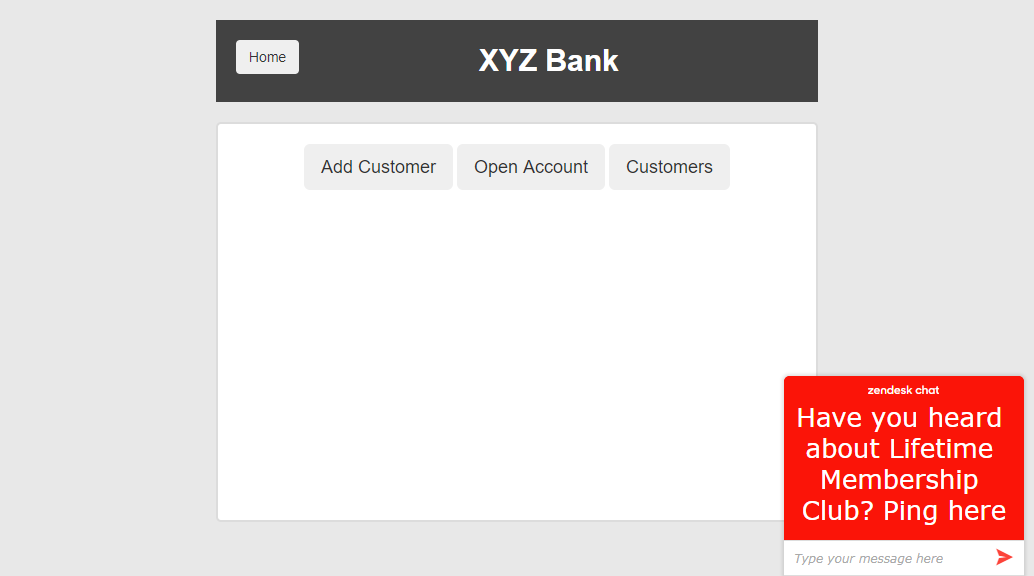 Home
XYZ Bank
Add Customer
Open Account
Customers
zendesk chat
Have you heard
about Lifetime
Membership
Club? Ping here
Type your message here